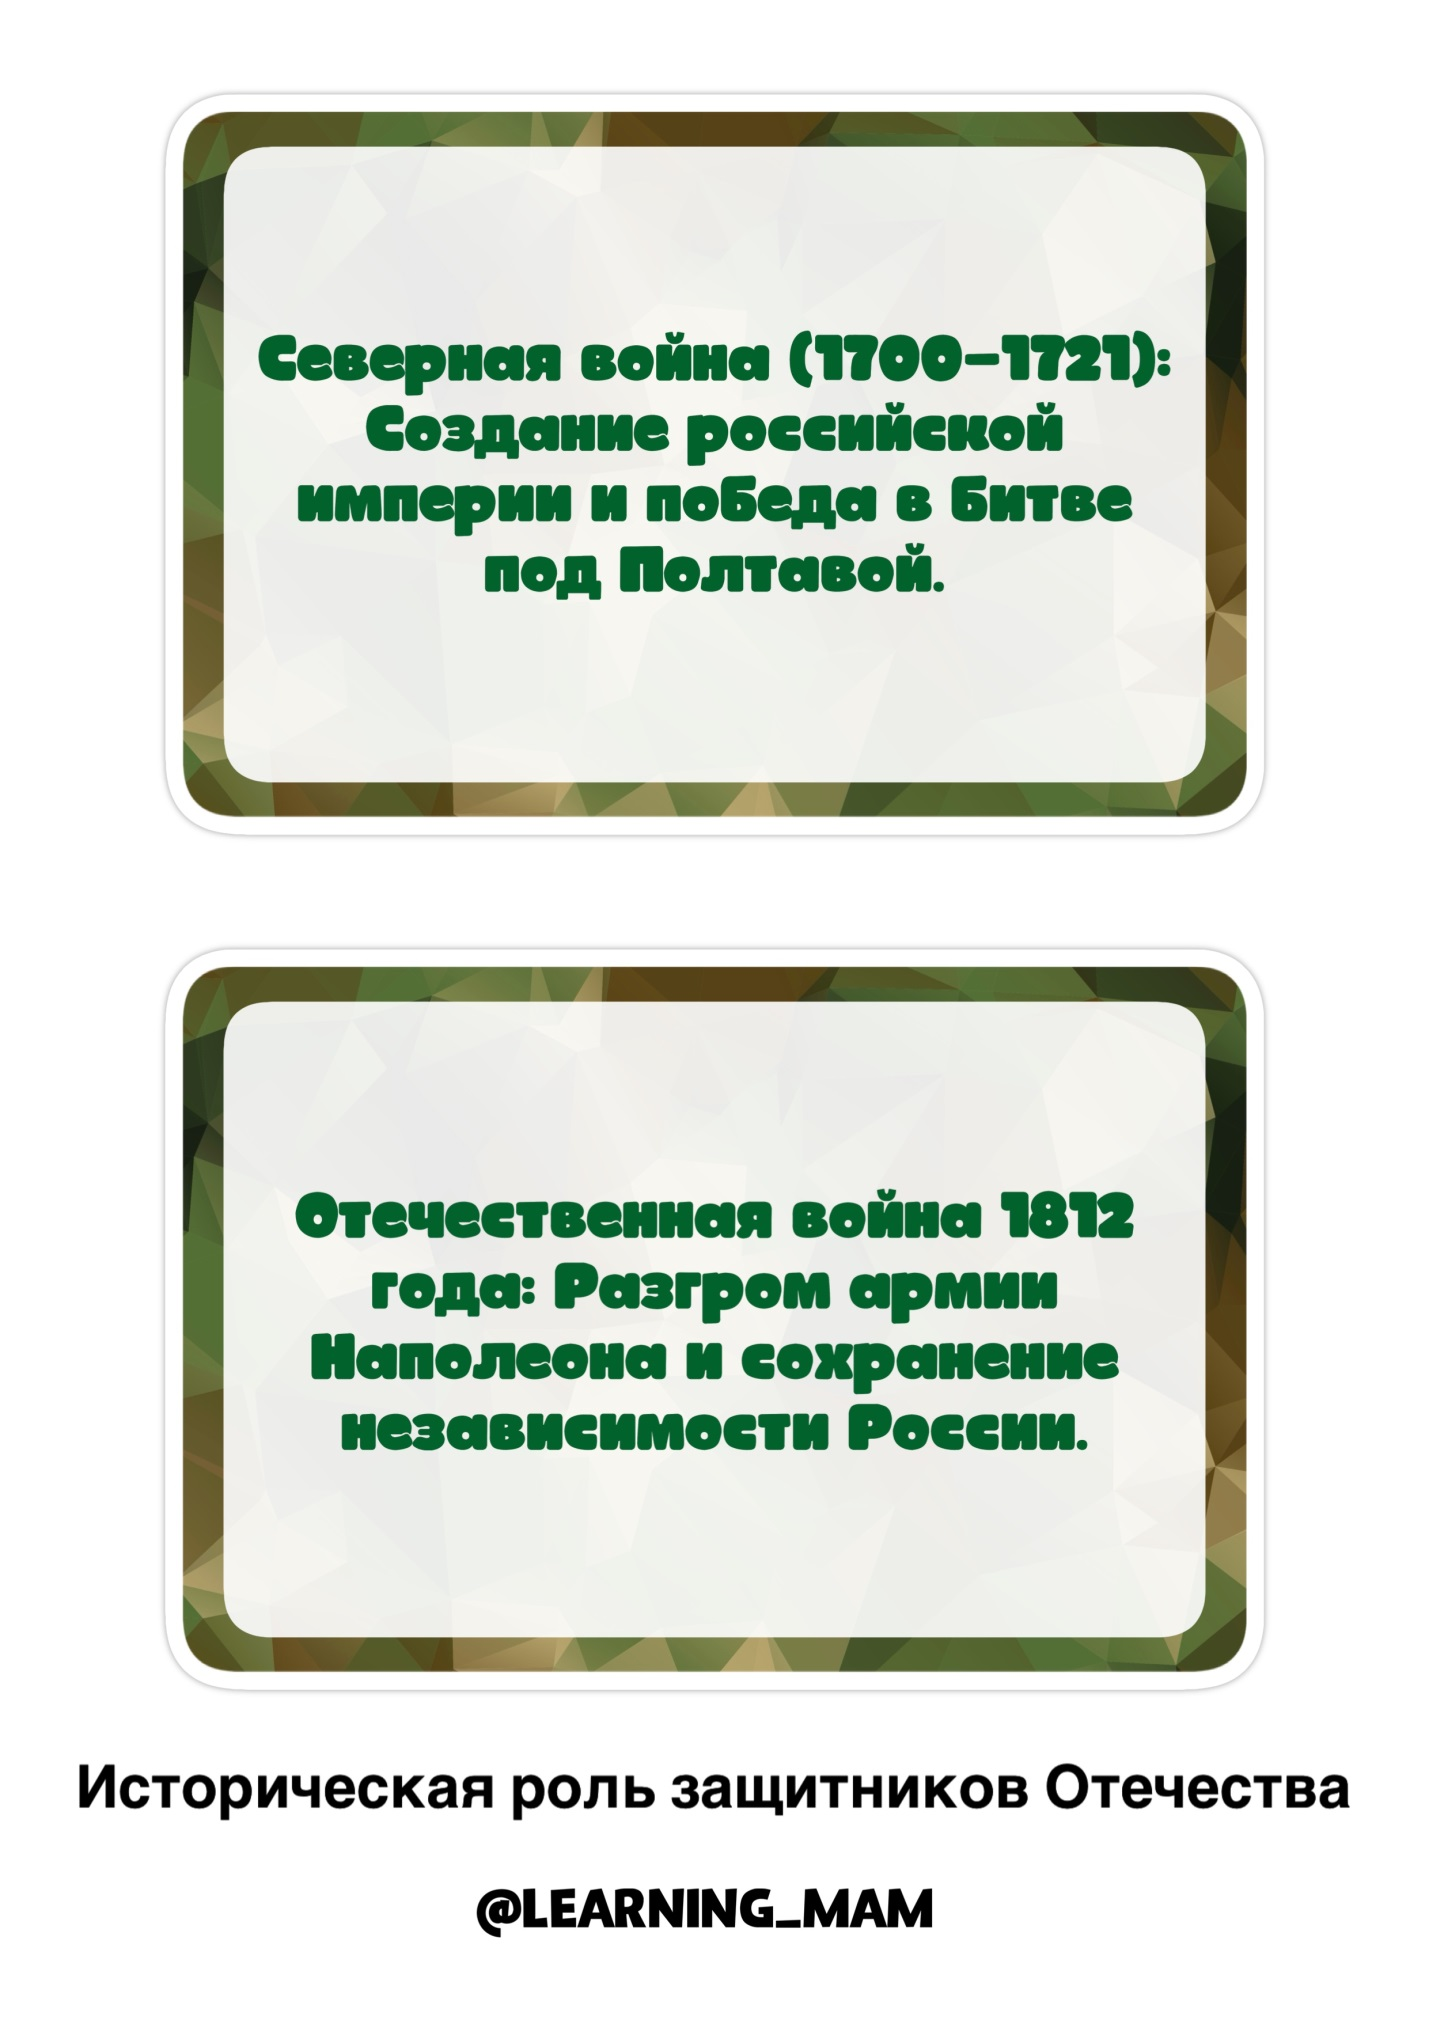 Северная война (1700–1721):
Создание российской
империи и победа в битве
под Полтавой.
Отечественная война 1812
года: Разгром армии
Наполеона и сохранение
независимости России.
Историческая роль защитников Отечества
@LEARNING_MAM